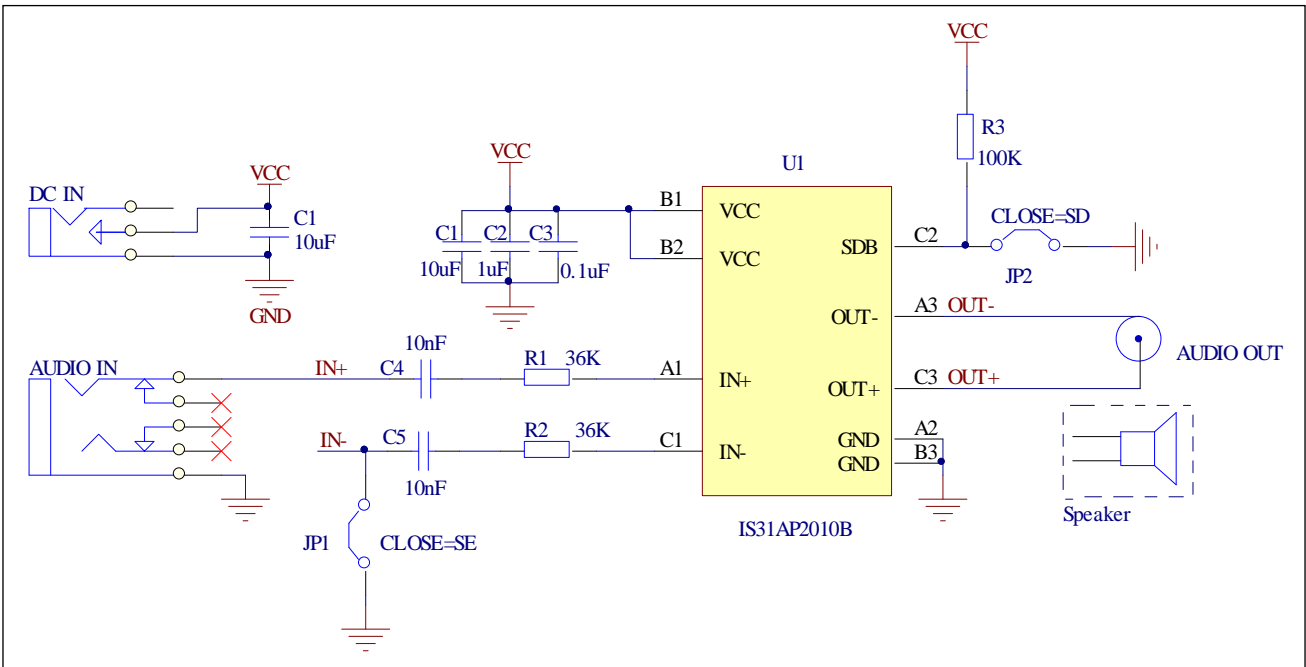 VCC
R3
100K
U1
VCC
VCC
DC IN
C1
10uF
GND
B1
VCC
B2
VCC
C1
C2
C3
10uF
1uF
0.1uF
SDB
C2
CLOSE=SD
JP2
OUT-
A3
OUT-
AUDIO OUT
OUT+
C3
OUT+
AUDIO IN
IN+
10nF
C4
R1
36K
A1
IN+
IN-
C5
10nF
R2
36K
C1
IN-
GND
A2
GND
B3
JP1
CLOSE=SE
IS31AP2010B
Speaker